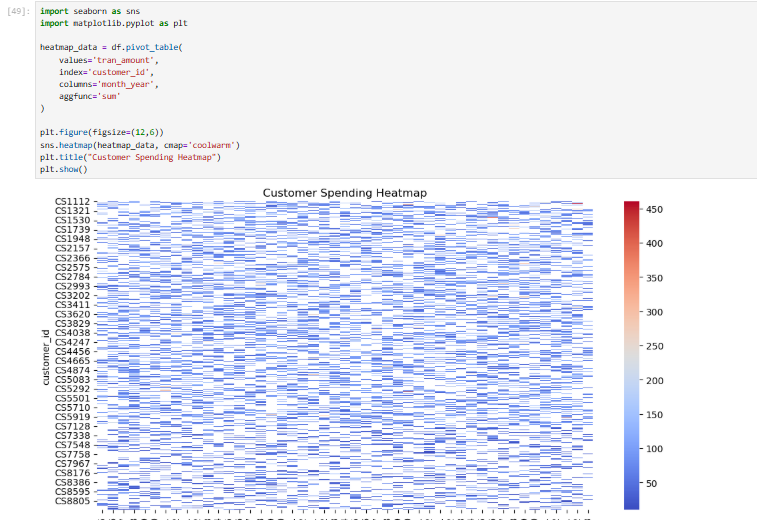 [49]:
import seaborn as sns
import matplotlib.pyplot as plt
heatmap_data = df.pivot_table(
values='tran_amount',
index='customer_id',
columns='month_year',
aggfunc='sum'
)
plt.figure(figsize=(12,6))
sns.heatmap(heatmap_data, cmap='coolwarm')
plt.title("Customer Spending Heatmap")
plt.show()
Customer Spending Heatmap
customer_id
CS1112
CS1321
CS1530
CS1739
CS1948
CS2157
CS2366
CS2575
CS2784
CS2993
CS3202
CS3411
CS3620
CS3829
CS4038
CS4247
CS4456
CS4665
CS4874
CS5083
CS5292
CS5501
CS5710
CS5919
CS7128
CS7338
CS7548
CS7758
CS7967
CS8176
CS8386
CS8595
CS8805
450
400
350
300
250
200
150
100
50